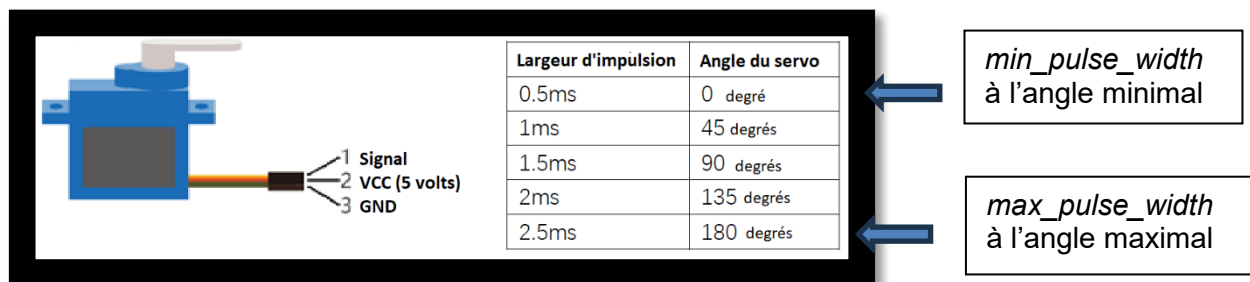 1 Signal
2 VCC (5 volts)
3 GND
Largeur d'impulsion Angle du servo
0.5ms 0 degré
1ms 45 degrés
1.5ms 90 degrés
2ms 135 degrés
2.5ms 180 degrés
min_pulse_width
à l’angle minimal
max_pulse_width
à l’angle maximal